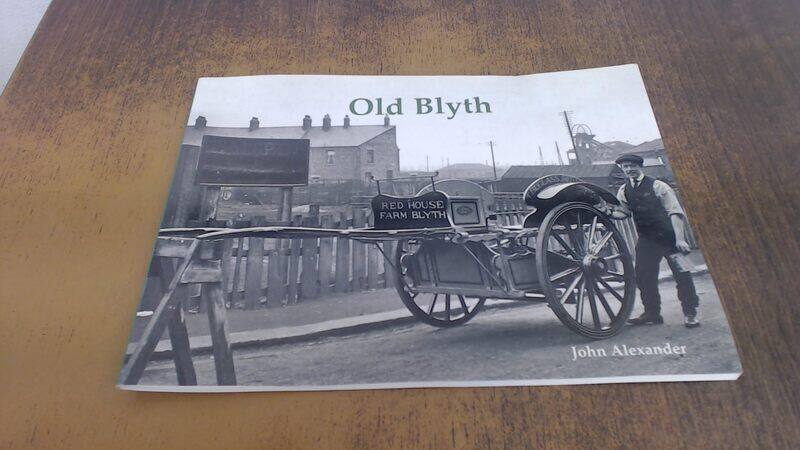 Old Blyth
RED HOUSE
FARM BLYTH
John Alexander